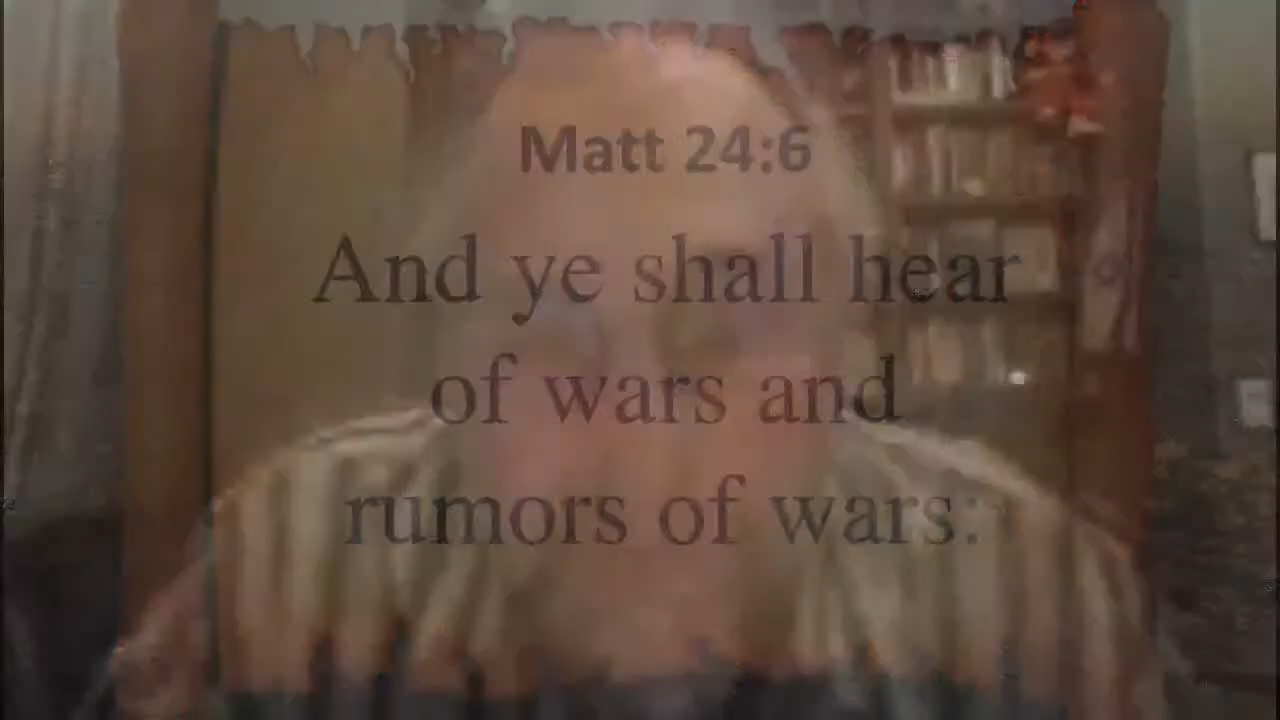 Matt 24:6
And ye shall hear
of wars and
rumors of wars: